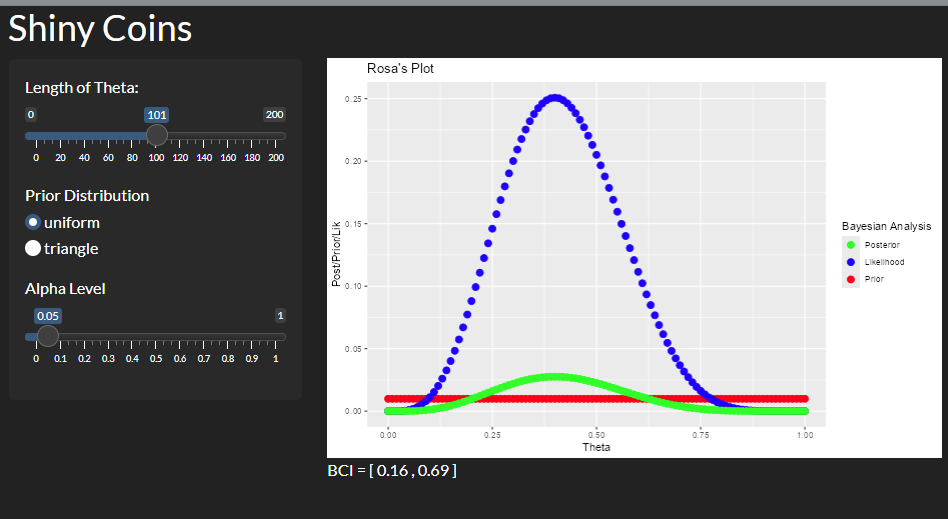 Shiny Coins
Length of Theta:
0 101 200
0 20 40 60 80 100 120 140 160 180 200
Prior Distribution
uniform
triangle
Alpha Level
0.05 1
0 0.1 0.2 0.3 0.4 0.5 0.6 0.7 0.8 0.9 1
Rosa's Plot
Post/Prior/Lik
0.25
0.20
0.15
0.10
0.05
0.00
0.00 0.25 0.50 0.75 1.00
Theta
Bayesian Analysis
Posterior
Likelihood
Prior
BCI = [ 0.16 , 0.69 ]